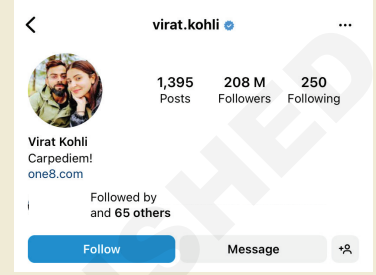 virat.kohli
1,395 208 M 250
Posts Followers Following
Virat Kohli
Carpediem!
one8.com
Followed by
and 65 others
Follow Message
SHED